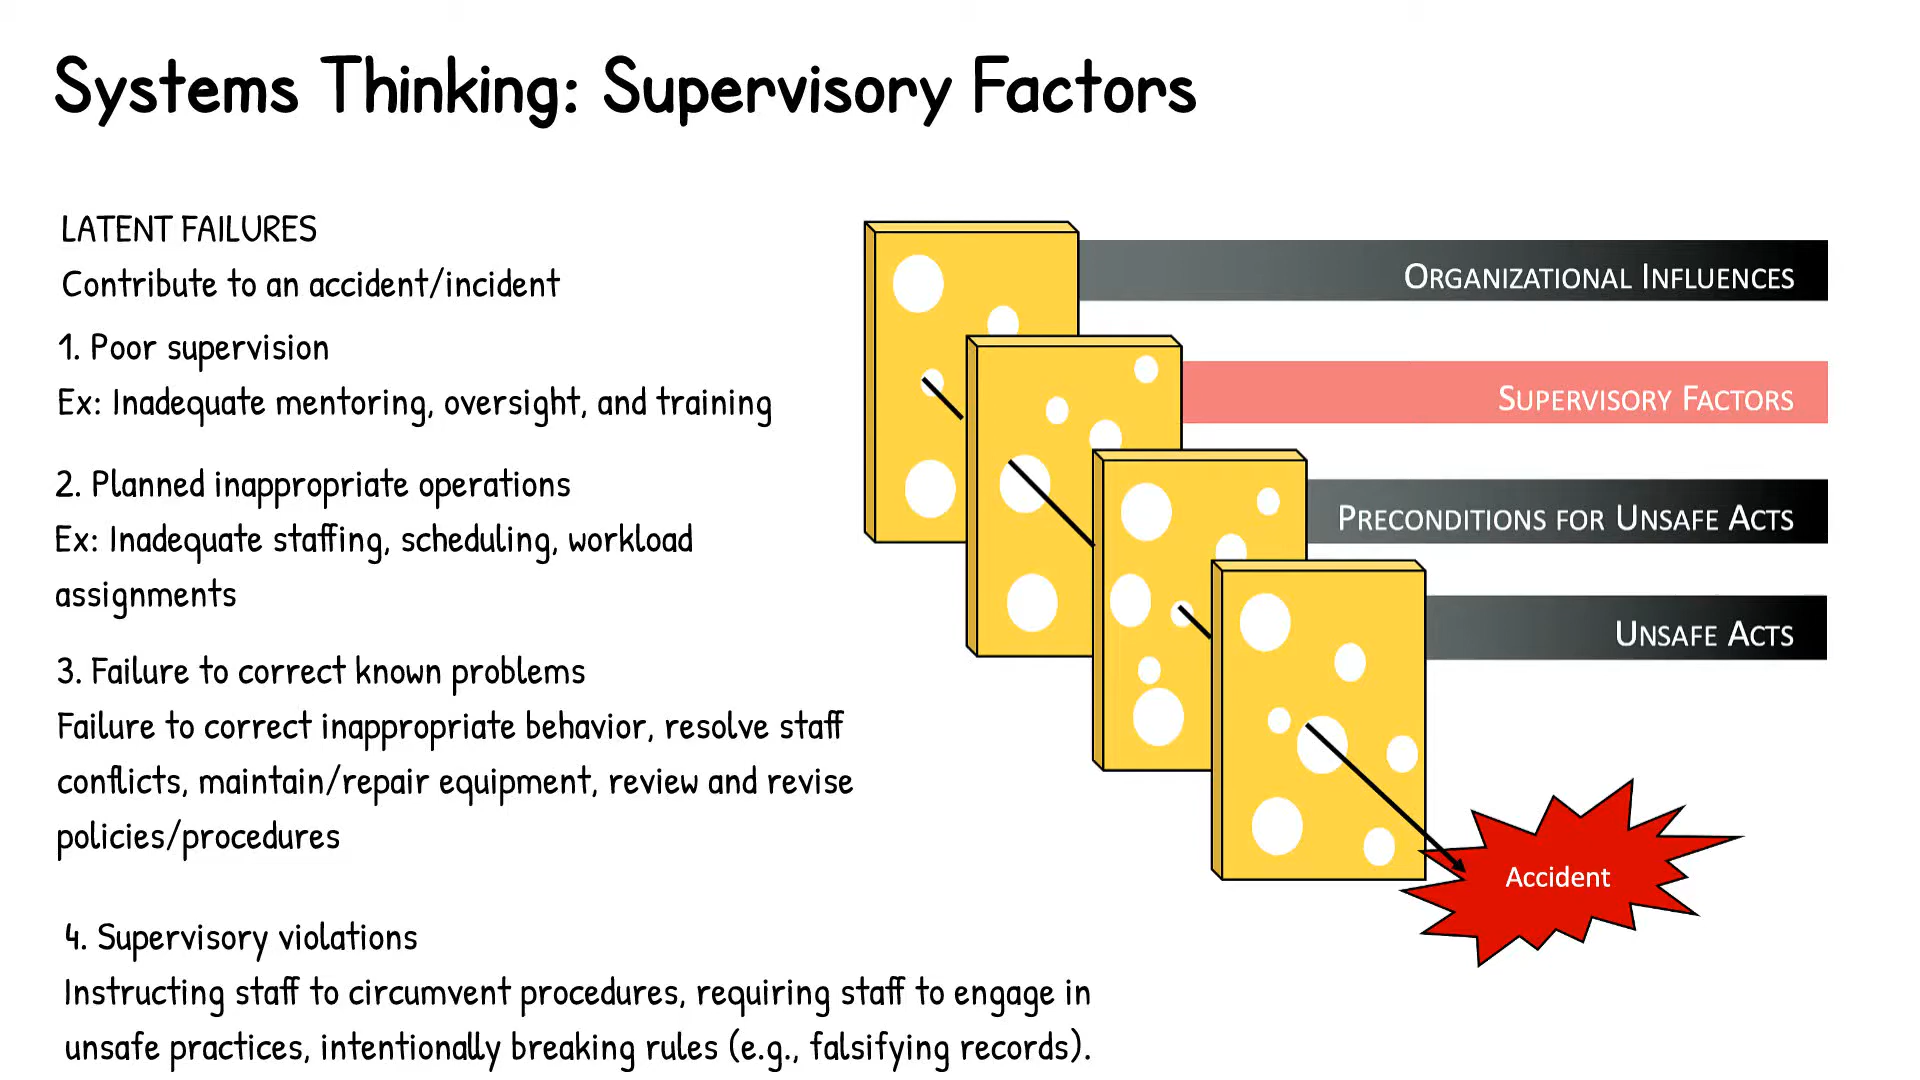 Systems Thinking: Supervisory Factors
LATENT FAILURES
Contribute to an accident/incident
1. Poor supervision
Ex: Inadequate mentoring, oversight, and training
2. Planned inappropriate operations
Ex: Inadequate staffing, scheduling, workload
assignments
3. Failure to correct known problems
Failure to correct inappropriate behavior, resolve staff
conflicts, maintain/repair equipment, review and revise
policies/procedures
4. Supervisory violations
Instructing staff to circumvent procedures, requiring staff to engage in
unsafe practices, intentionally breaking rules (e.g., falsifying records).
ORGANIZATIONAL INFLUENCES
SUPERVISORY FACTORS
PRECONDITIONS FOR UNSAFE ACTS
UNSAFE ACTS
Accident